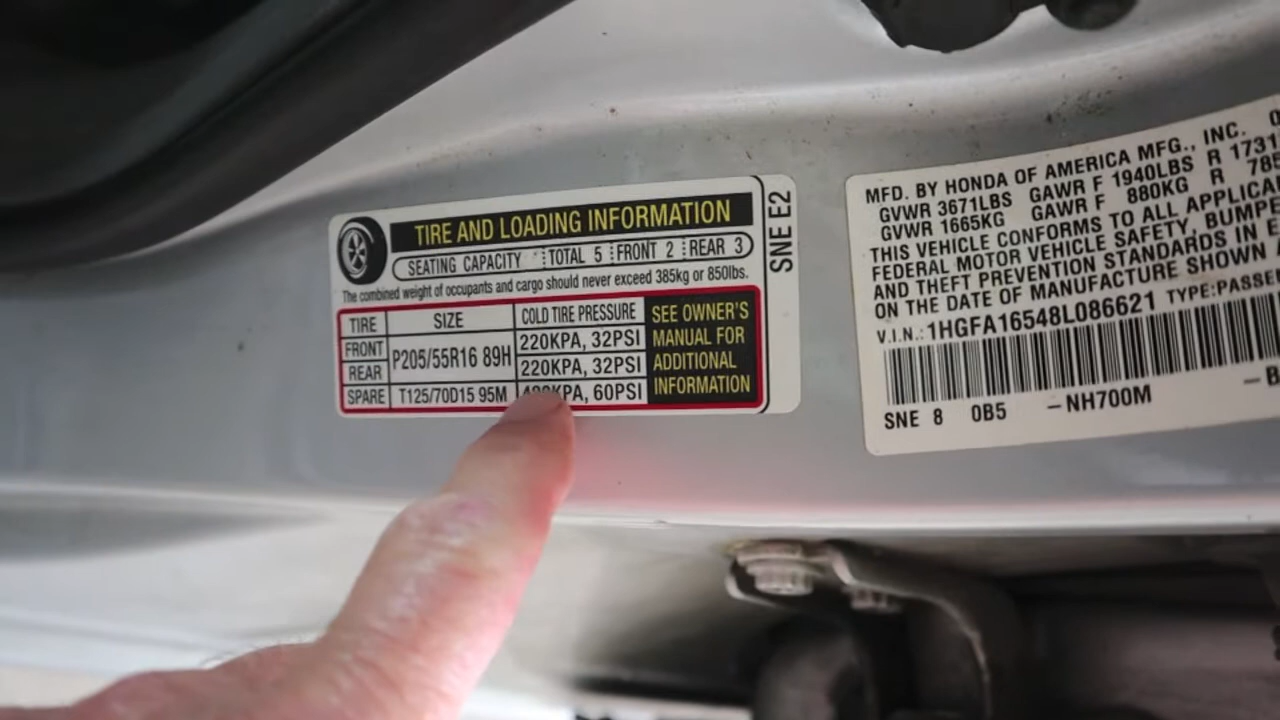 TIRE AND LOADING INFORMATION
SEATING CAPACITY TOTAL 5 FRONT 2 REAR 3
The combined weight of occupants and cargo should never exceed 385kg or 850lbs.
TIRE SIZE COLD TIRE PRESSURE
FRONT P205/55R16 89H 220KPA, 32PSI
REAR 220KPA, 32PSI
SPARE T125/70D15 95M 60PSI
SEE OWNER'S
MANUAL FOR
ADDITIONAL
INFORMATION
SNE E2
MFD. BY HONDA OF AMERICA MFG., INC.
GVWR 3671LBS GAWR F 1940LBS R 1731
GVWR 1665KG GAWR F 880KG R 785
THIS VEHICLE CONFORMS TO ALL
FEDERAL MOTOR VEHICLE SAFETY,
AND THEFT PREVENTION STANDARDS IN
ON THE DATE OF MANUFACTURE SHOWN
V.I.N.: 1HGFA16548L086621 TYPE:
SNE 8 0B5 -NH700M